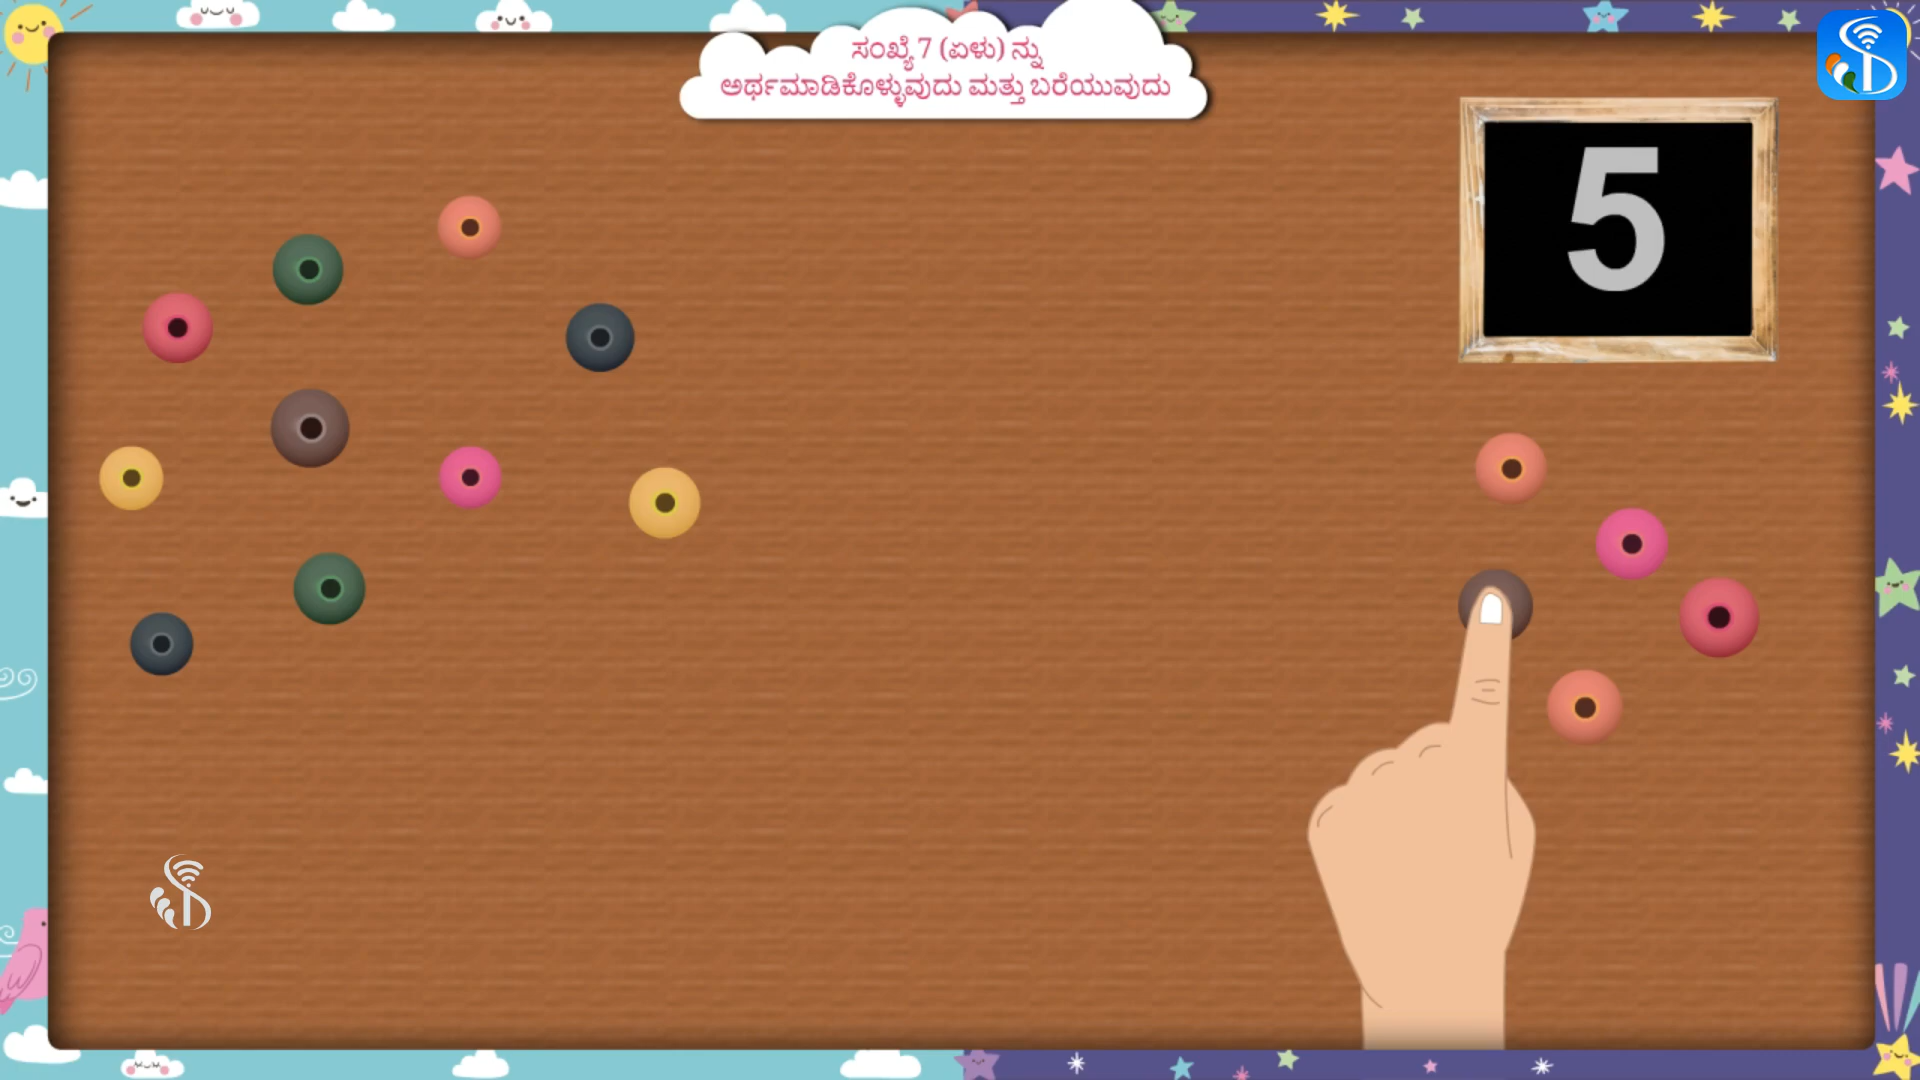 ಸಂಖ್ಯೆ 7 (ಏಳು) ನ್ನು
ಅರ್ಥಮಾಡಿಕೊಳ್ಳುವುದು ಮತ್ತು ಬರೆಯುವುದು
5